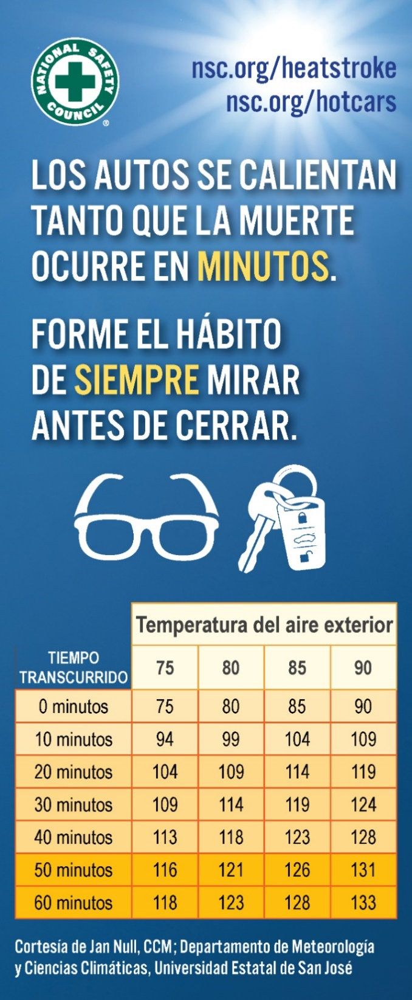 NATIONAL SAFETY COUNCIL
®
nsc.org/heatstroke
nsc.org/hotcars
LOS AUTOS SE CALIENTAN
TANTO QUE LA MUERTE
OCURRE EN MINUTOS.
FORME EL HÁBITO
DE SIEMPRE MIRAR
ANTES DE CERRAR.
Temperatura del aire exterior
TIEMPO
TRANSCURRIDO 75 80 85 90
0 minutos 75 80 85 90
10 minutos 94 99 104 109
20 minutos 104 109 114 119
30 minutos 109 114 119 124
40 minutos 113 118 123 128
50 minutos 116 121 126 131
60 minutos 118 123 128 133
Cortesía de Jan Null, CCM; Departamento de Meteorología
y Ciencias Climáticas, Universidad Estatal de San José